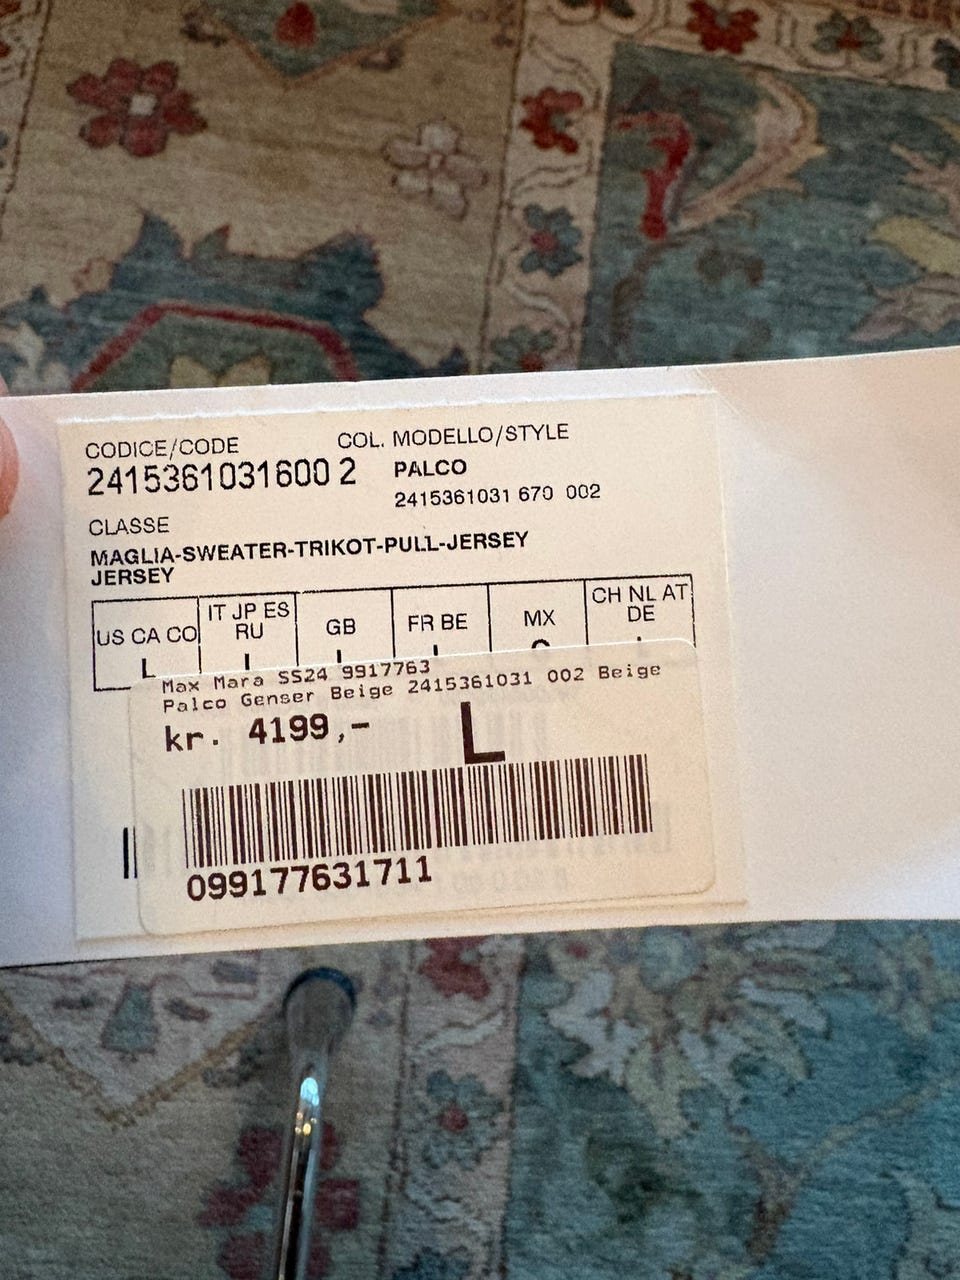 CODICE/CODE COL. MODELLO/STYLE
2415361031600 2 PALCO
2415361031 670 002
CLASSE
MAGLIA-SWEATER-TRIKOT-PULL-JERSEY
JERSEY
US CA CO IT JP ES RU GB FR BE MX CH NL AT DE
L
Max Mara SS24 9917763
Palco Genser Beige 2415361031 002 Beige
kr. 4199,- L
099177631711